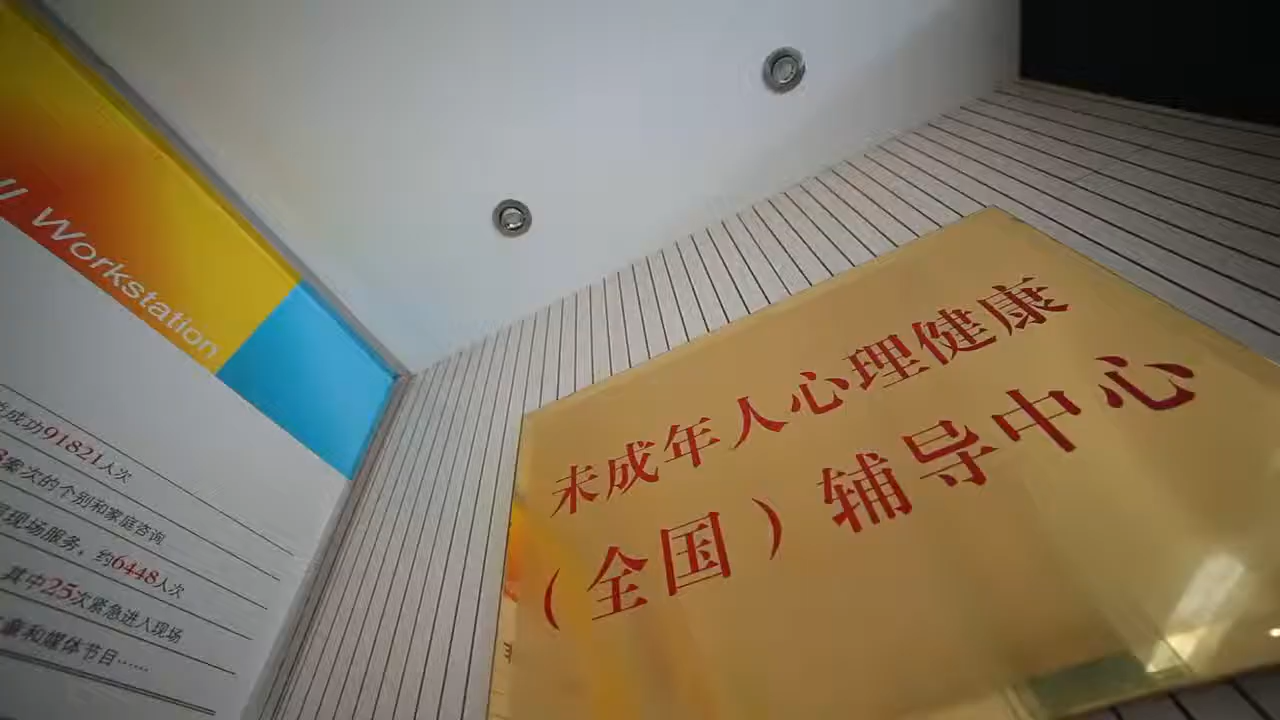 Workstation
成功91821人次
案次的个别和家庭咨询
现场服务，约6448人次
其中25次紧急进入现场
和媒体节目……
未成年人心理健康
（全国）辅导中心